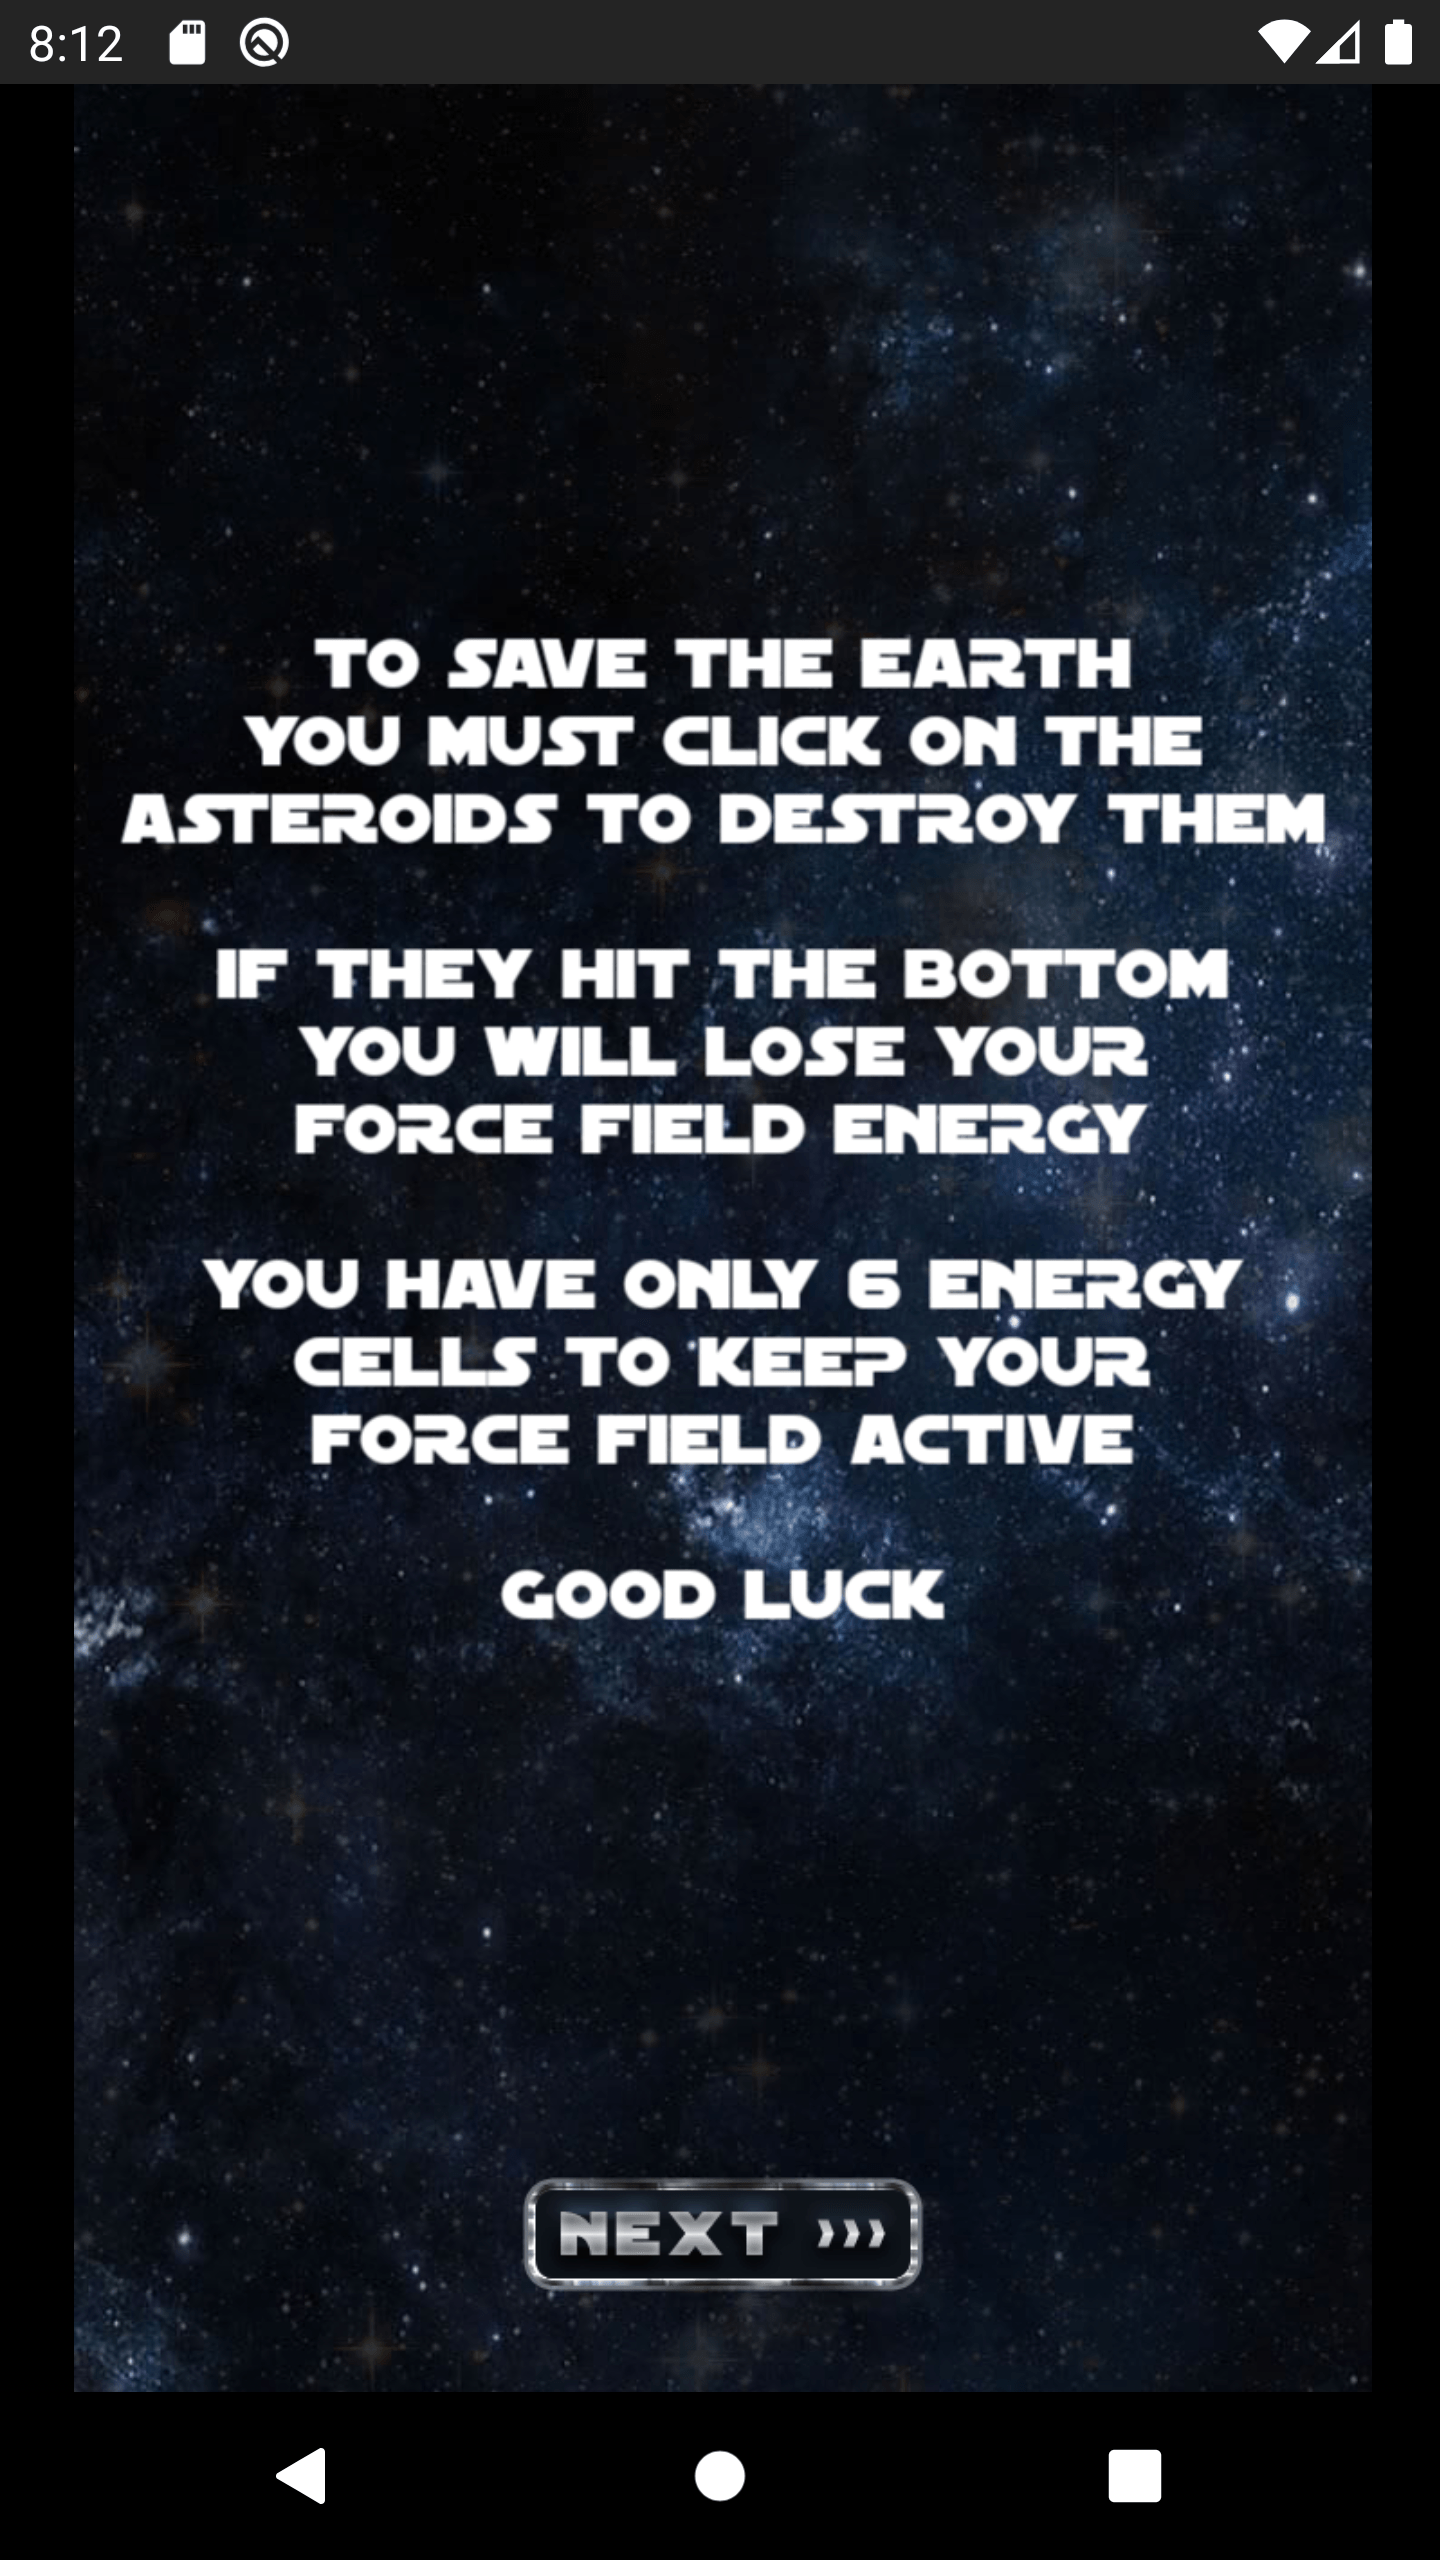 8:12
TO SAVE THE EARTH
YOU MUST CLICK ON THE
ASTEROIDS TO DESTROY THEM
IF THEY HIT THE BOTTOM
YOU WILL LOSE YOUR
FORCE FIELD ENERGY
YOU HAVE ONLY 6 ENERGY
CELLS TO KEEP YOUR
FORCE FIELD ACTIVE
GOOD LUCK
NEXT >>>